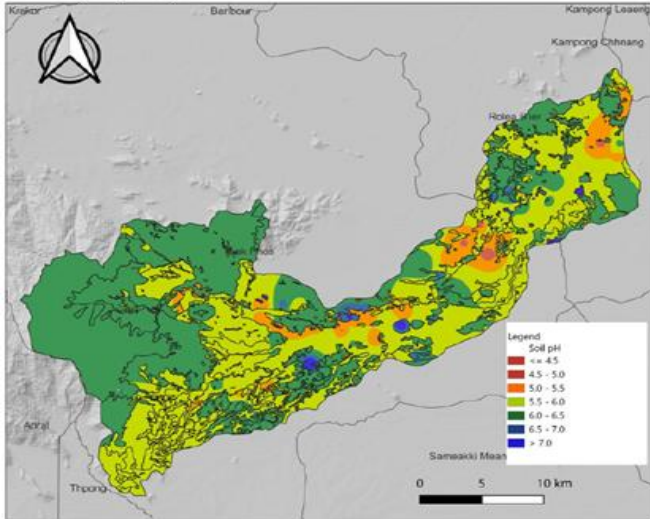 Krakor
Baribour
Kampong Leaeng
Kampong Chhnang
Rolea
Phos
Legend
Soil pH
<= 4.5
4.5 - 5.0
5.0 - 5.5
5.5 - 6.0
6.0 - 6.5
6.5 - 7.0
> 7.0
Aoral
Sameakki Mean
Thpong
0
5
10 km